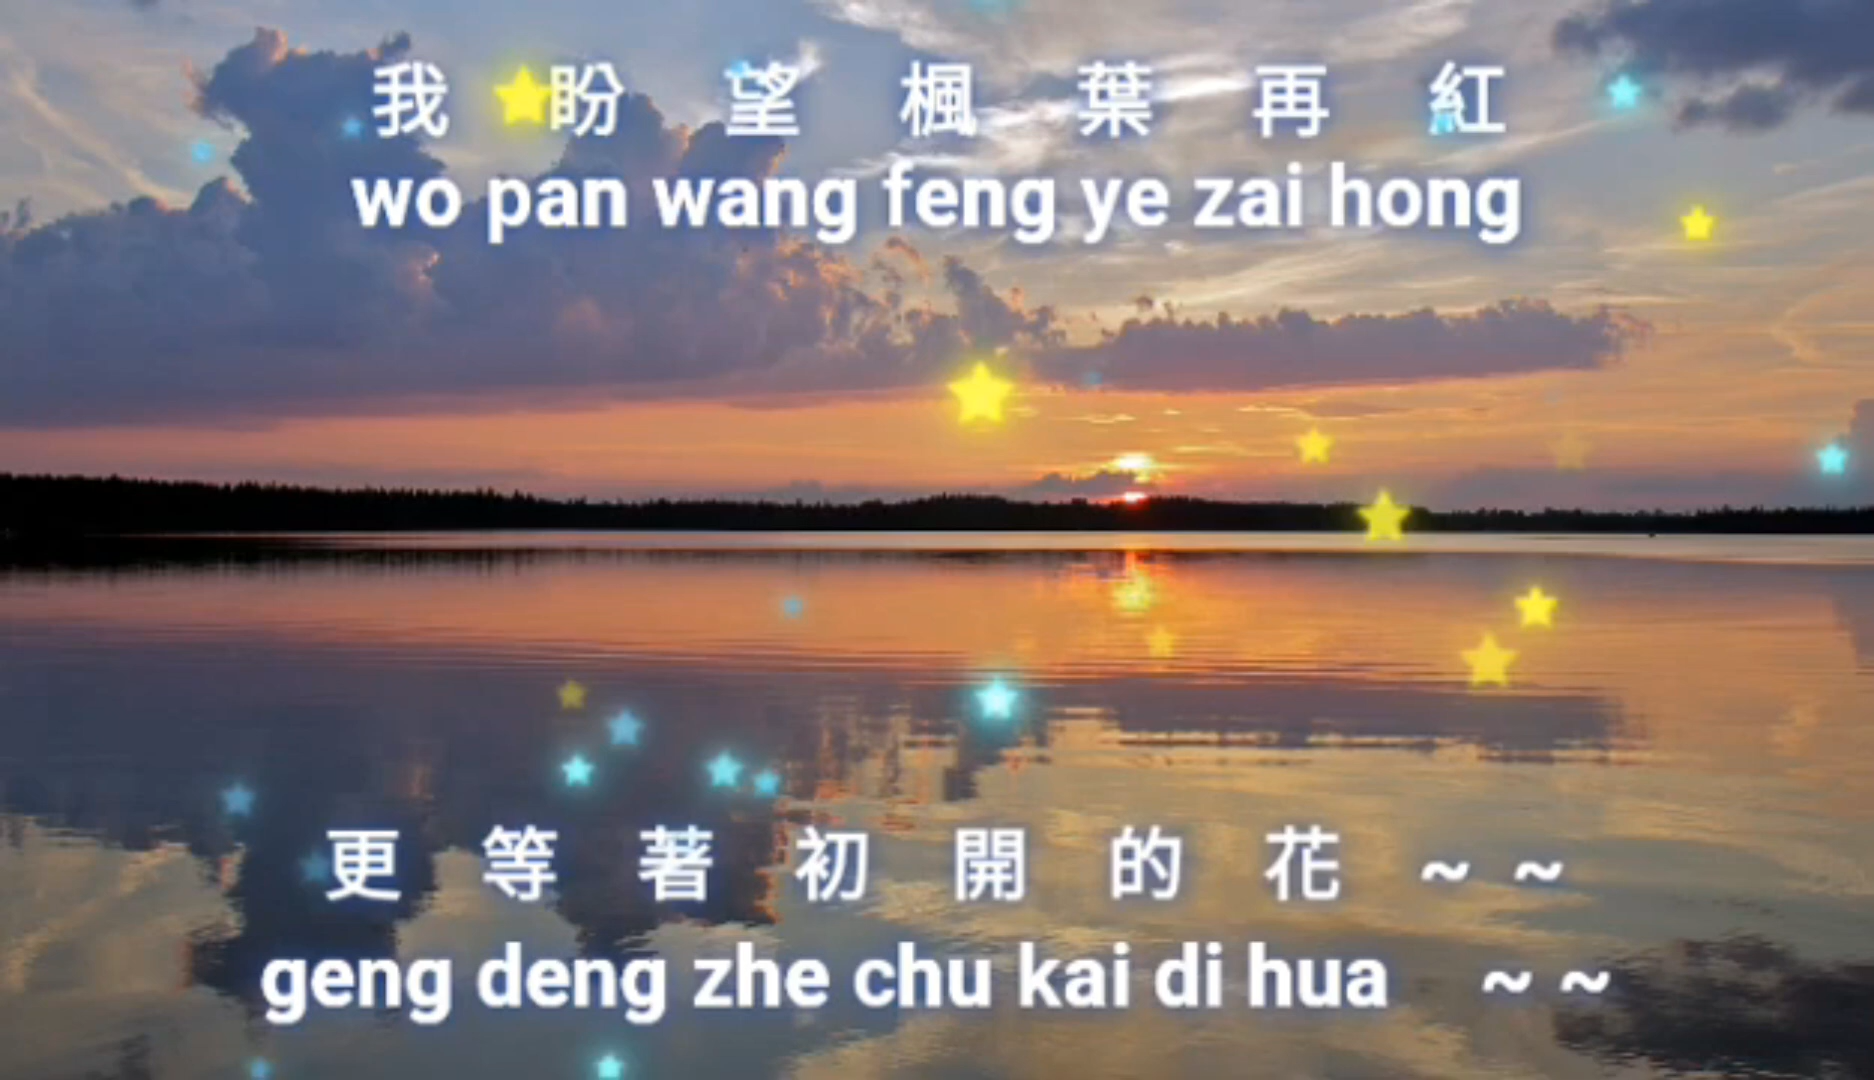 我盼望楓葉再紅
wo pan wang feng ye zai hong
更等著初開的花～～
geng deng zhe chu kai di hua ~ ~